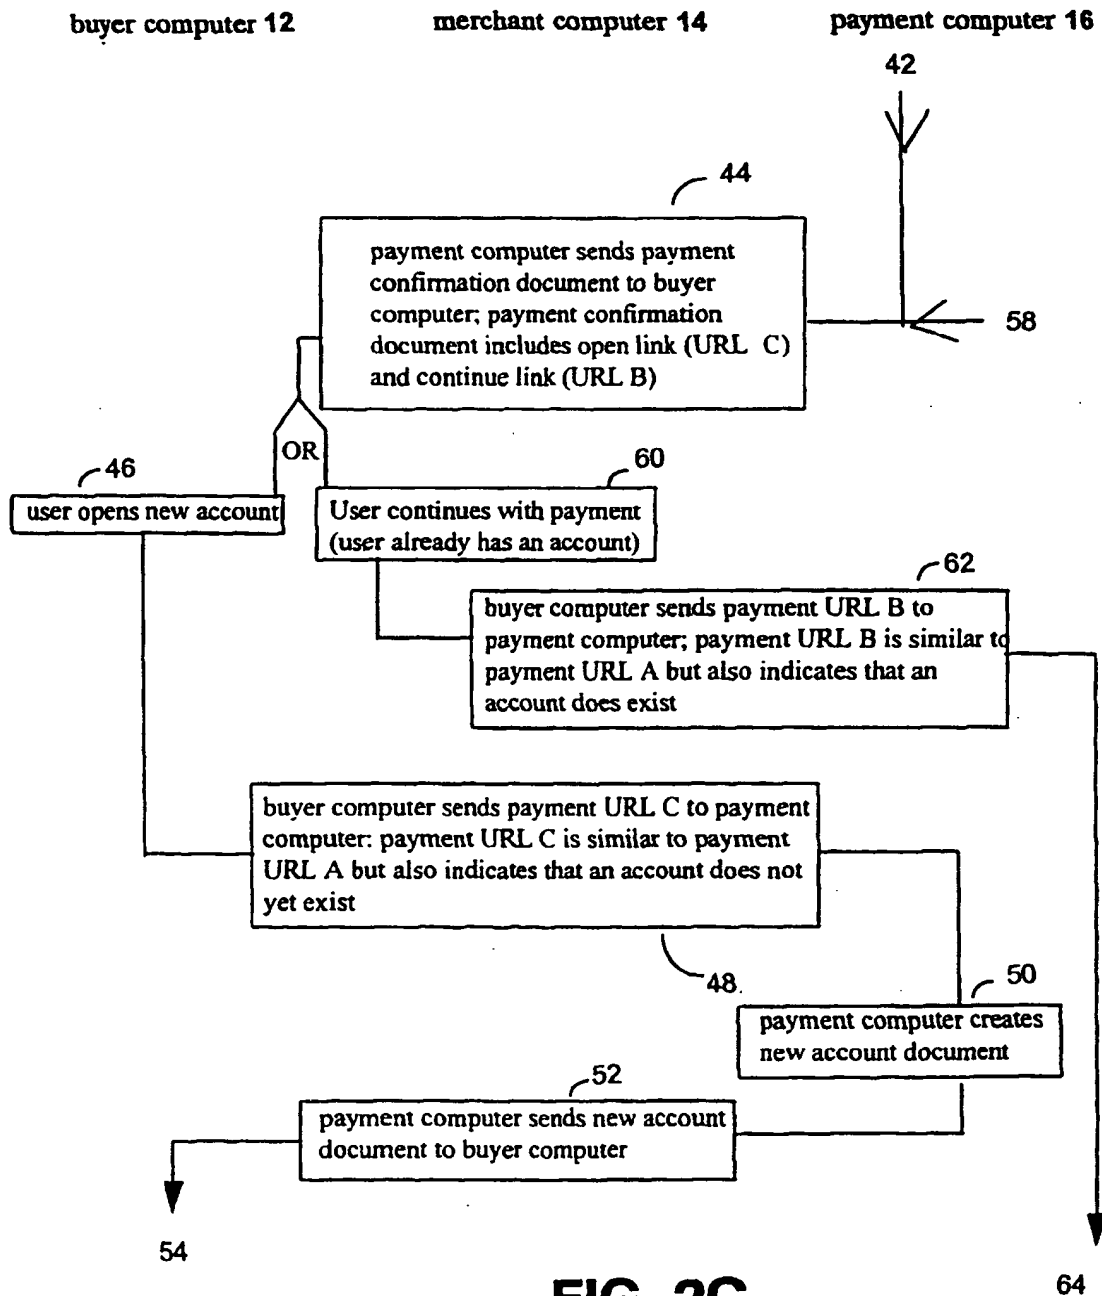 buyer computer 12 merchant computer 14 payment computer 16
42
44
payment computer sends payment
confirmation document to buyer
computer; payment confirmation
document includes open link (URL C)
and continue link (URL B)
58
OR
46
user opens new account
60
User continues with payment
(user already has an account)
62
buyer computer sends payment URL B to
payment computer; payment URL B is similar to
payment URL A but also indicates that an
account does exist
buyer computer sends payment URL C to payment
computer: payment URL C is similar to payment
URL A but also indicates that an account does not
yet exist
48
50
payment computer creates
new account document
52
payment computer sends new account
document to buyer computer
54
64
FIG. 2C